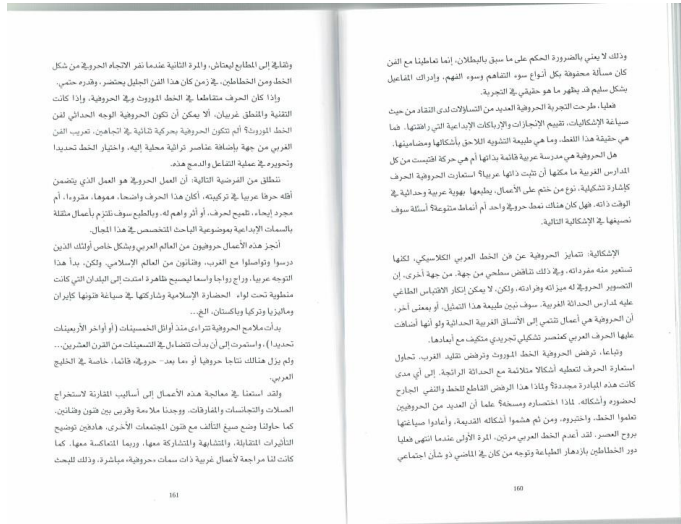 وذلك لا يعني بالضرورة الحكم على ما سبق بالبطلان، إنما تعاطينا مع الفن
كان مسألة محفوفة بكل أنواع سوء التفاهم وسوء الفهم، وإدراك المفاعيل
بشكل سليم قد يظهر ما هو حقيقي في التجربة.
فعليا، طرحت التجربة الحروفية العديد من التساؤلات لدى النقاد من حيث
صياغة الإشكاليات، تقييم الإنجازات والإرباكات الإبداعية التي رافقتها. فما
هي حقيقة هذا اللغط، وما هي طبيعة التشويه اللاحق بأشكالها ومضامينها.
هل الحروفية هي مدرسة عربية قائمة بذاتها أم هي حركة اقتبست من كل
المدارس الغربية ما مكنها أن تثبت ذاتها عربيا؟ استعارت الحروفية الحرف
كإشارة تشكيلية، نوع من ختم على الأعمال، يطبعها بهوية عربية وحداثية في
الوقت ذاته. فهل كان هناك نمط حروفي واحد أم أنماط متنوعة؟ أسئلة سوف
نصيغها في الإشكالية التالية.
الإشكالية: تتمايز الحروفية عن فن الخط العربي الكلاسيكي، لكنها
تستعير منه مفرداته، وفي ذلك تناقض سطحي من جهة. من جهة أخرى، إن
التصوير الحروفي له ميزاته وفرادته، ولكن، لا يمكن إنكار الاقتباس الطاغي
عليه لمدارس الحداثة الغربية. سوف نبين طبيعة هذا التمثيل، أو بمعنى آخر،
أن الحروفية هي أعمال تنتمي إلى الأنساق الغربية الحداثية ولو أنها أضافت
عليها الحرف العربي كعنصر تشكيلي تجريدي متكيف مع أبعادها.
وتباعا، ترفض الحروفية الخط الموروث وترفض تقليد الغرب، تحاول
استعارة الحرف لتعطيه أشكالا متلائمة مع الحداثة الرائجة. إلى أي مدى
كانت هذه المبادرة مجددة؟ ولماذا هذا الرفض القاطع للخط والنفي الجارح
لحضوره وأشكاله. لماذا اختصاره ومسخه؟ علما أن العديد من الحروفيين
تعلموا الخط، واختبروه، ومن ثم هشموا أشكاله القديمة، وأعادوا صياغتها
بروح العصر. لقد أعدم الخط العربي مرتين، المرة الأولى عندما انتهى فعليا
دور الخطاطين بازدهار الطباعة وتوجه من كان في الماضي ذو شأن اجتماعي
160
وثقافي إلى المطابع ليعتاش، والمرة الثانية عندما نفر الاتجاه الحروفي من شكل
الخط ومن الخطاطين، في زمن كان هذا الفن الجليل يحتضر، وقدره حتمي.
وإذا كان الحرف متقاطعا في الخط الموروث وفي الحروفية، وإذا كانت
التقنية والمنطق غربيان، ألا يمكن أن تكون الحروفية الوجه الحداثي لفن
الخط الموروث؟ ألم تتكون الحروفية بحركية ثنائية في اتجاهين، تعريب الفن
الغربي من جهة بإضافة عناصر تراثية محلية إليه، واختيار الخط تحديدا
وتحويره في عملية التفاعل والدمج هذه.
ننطلق من الفرضية التالية: أن العمل الحروفي هو العمل الذي يتضمن
أقله حرفا عربيا في تركيبته، أكان هذا الحرف واضحا، مموها، مقروءا، أم
مجرد إيحاء، تلميح لحرف، أو أثر واهم له. وبالطبع سوف نلتزم بأعمال مثقلة
بالسمات الإبداعية بموضوعية الباحث المتخصص في هذا المجال.
أنجز هذه الأعمال حروفيون من العالم العربي وبشكل خاص أولئك الذين
درسوا وتواصلوا مع الغرب، وفنانون من العالم الإسلامي. ولكن، بدأ هذا
التوجه عربيا، وراج رواجا واسعا ليصبح ظاهرة امتدت إلى البلدان التي كانت
منطوية تحت لواء الحضارة الإسلامية وشاركتها في صياغة فنونها كإيران
وماليزيا وتركيا وباكستان، الخ...
بدأت ملامح الحروفية تتراءى منذ أوائل الخمسينات (أو أواخر الأربعينات
تحديدا)، واستمرت إلى أن بدأت تتضاءل في التسعينات من القرن العشرين...
ولم يزل هنالك نتاجا حروفيا أو «ما بعد- حروفي» قائما، خاصة في الخليج
العربي.
ولقد استعنا في معالجة هذه الأعمال إلى أساليب المقارنة لاستخراج
الصلات والتجانسات والمفارقات. ووجدنا ملاءمة وقربى بين فنون وفنانين.
كما حاولنا وضع صيغ التآلف مع فنون المجتمعات الأخرى، هادفين توضيح
التأثيرات المتقابلة، والمتشابهة والمتشاركة معها، وربما المتعاكسة معها. كما
كانت لنا مراجعة لأعمال غربية ذات سمات «حروفية» مباشرة، وذلك للبحث
161